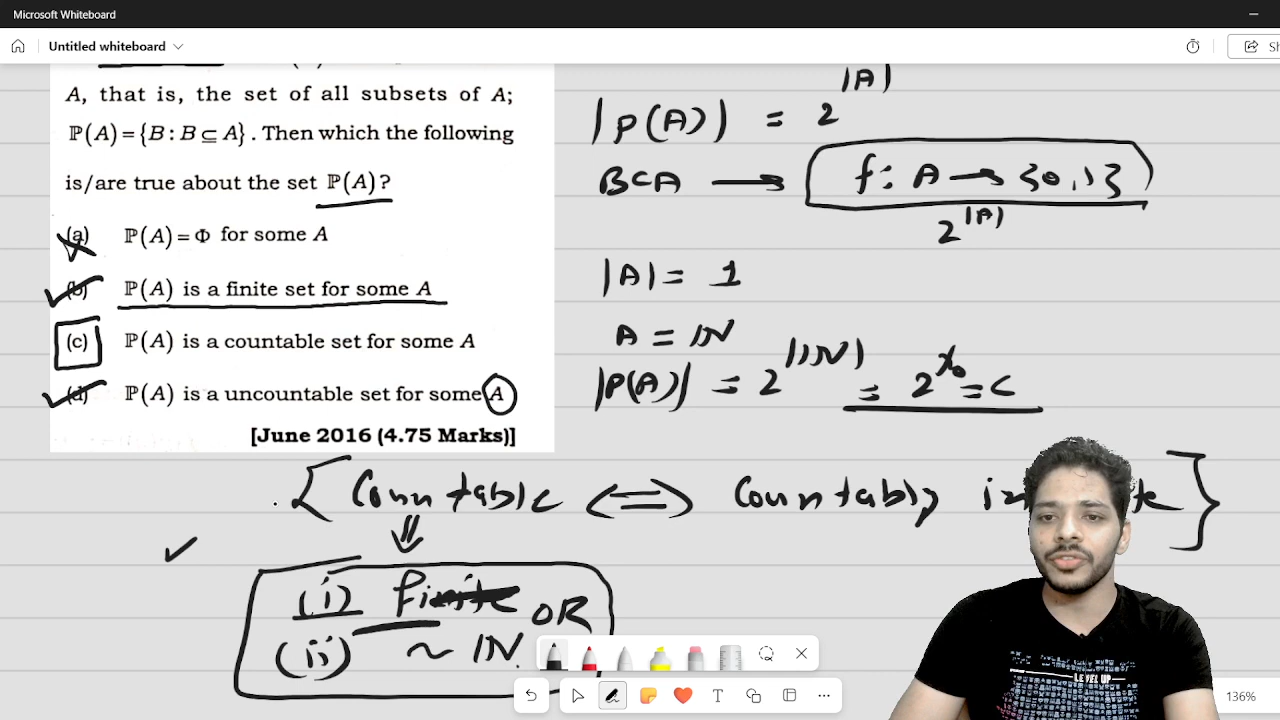 Microsoft Whiteboard
Untitled whiteboard
Sh
A, that is, the set of all subsets of A;
ℙ(A) = {B : B ⊆ A}. Then which the following
is/are true about the set ℙ(A)?
(a) ℙ(A) = Φ for some A
(b) ℙ(A) is a finite set for some A
(c) ℙ(A) is a countable set for some A
(d) ℙ(A) is a uncountable set for some A
[June 2016 (4.75 Marks)]
|P(A)| = 2^|A|
B⊂A → f: A → {0,1}
2^|A|
|A| = 1
A = ℕ
|P(A)| = 2^|ℕ| = 2^ℵ₀ = c
[Countable ⇔ Countably
⇓
(i) finite OR
(ii) ~ ℕ.
LEVEL UP
136%